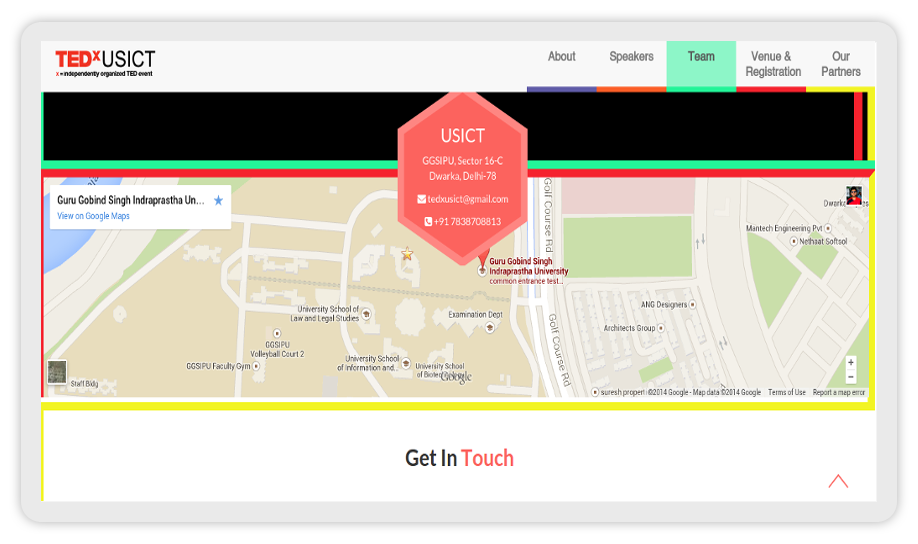 TEDxUSICT
x = independently organized TED event
About
Speakers
Team
Venue &
Registration
Our
Partners
USICT
GGSIPU, Sector 16-C
Dwarka, Delhi-78
tedxusict@gmail.com
+91 7838708813
Guru Gobind Singh Indraprastha Un...
View on Google Maps
Golf Course Rd
Dwarka
Mantech Engineering Pvt
Nethaat Softsol
Guru Gobind Singh
Indraprastha University
common entrance test...
ANG Designers
University School of
Law and Legal Studies
Examination Dept
Golf Course Rd
Architects Group
GGSIPU
Volleyball Court 2
University School
of Information and...
GGSIPU Faculty Gym
University School
of Biotec
Google
+
−
Staff Bldg
suresh propert
©2014 Google - Map data ©2014 Google
Terms of Use
Report a map error
Get In Touch